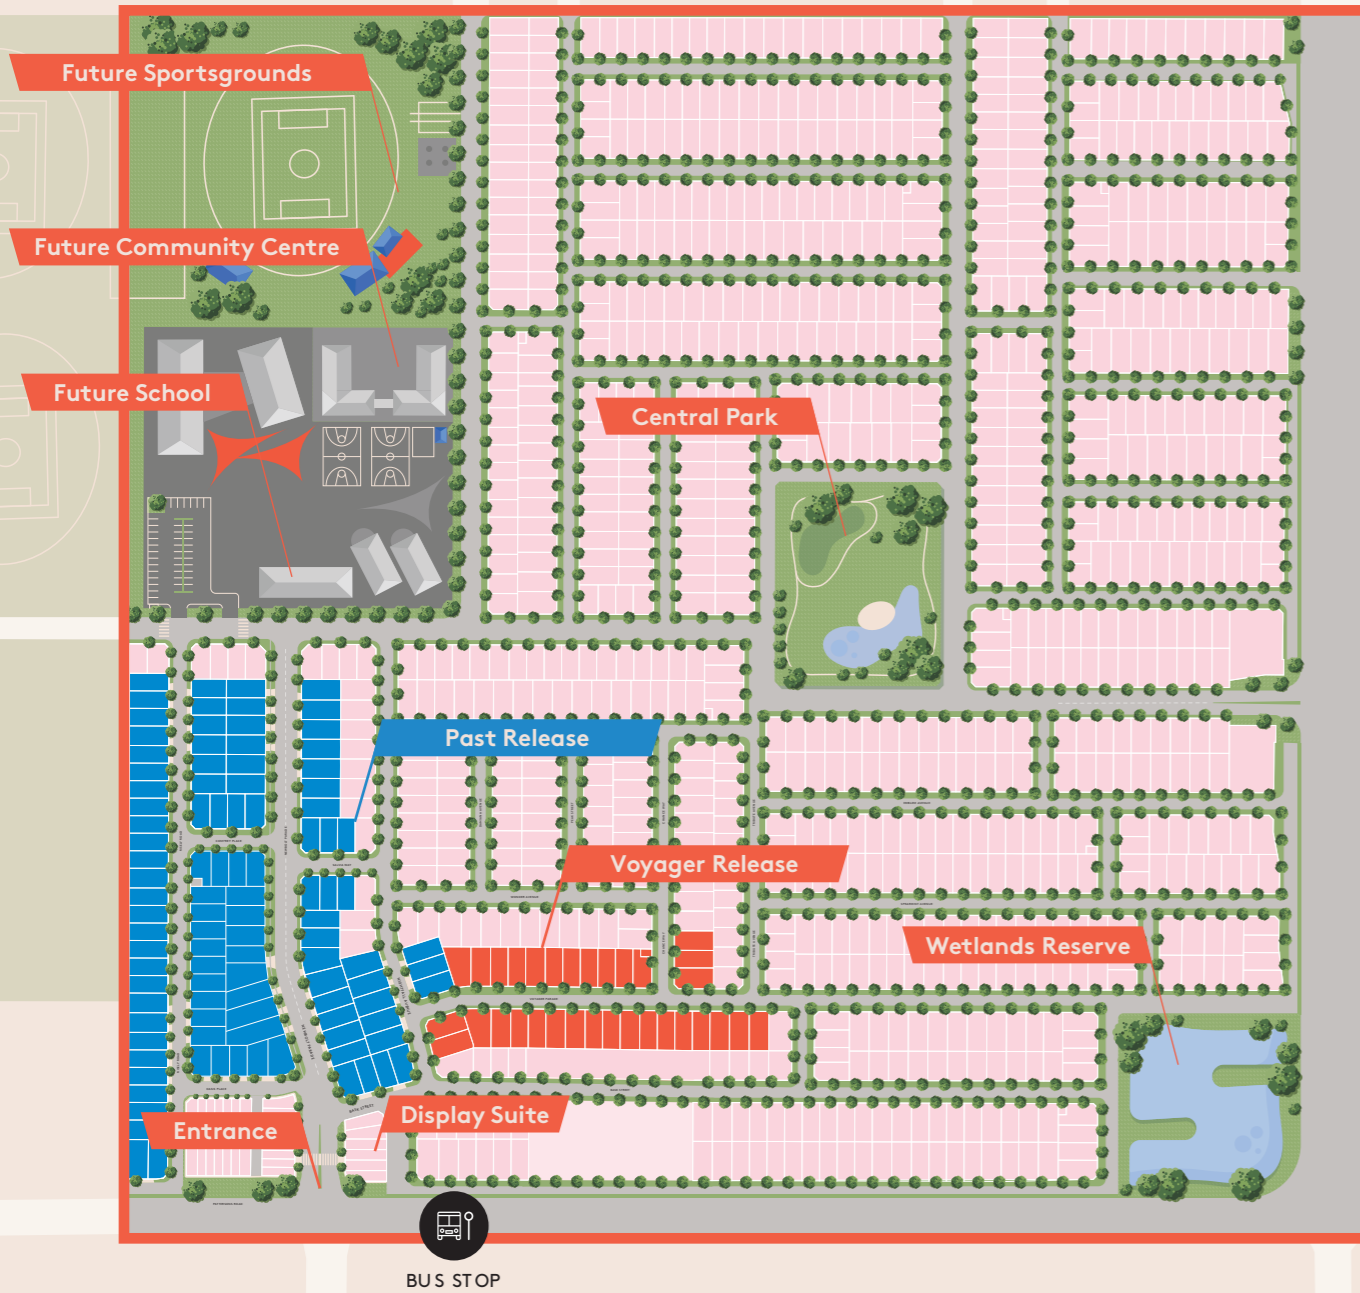 Future Sportsgrounds
Future Community Centre
Future School
Central Park
Past Release
Voyager Release
Wetlands Reserve
Display Suite
Entrance
BUS STOP